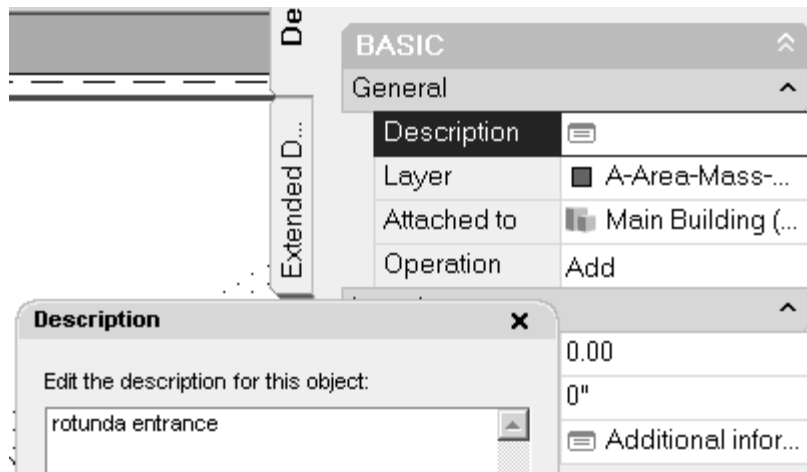 De
BASIC
General
Extended D...
Description
Layer A-Area-Mass-...
Attached to Main Building (...
Operation Add
Description
0.00
Edit the description for this object:
0"
rotunda entrance
Additional infor...